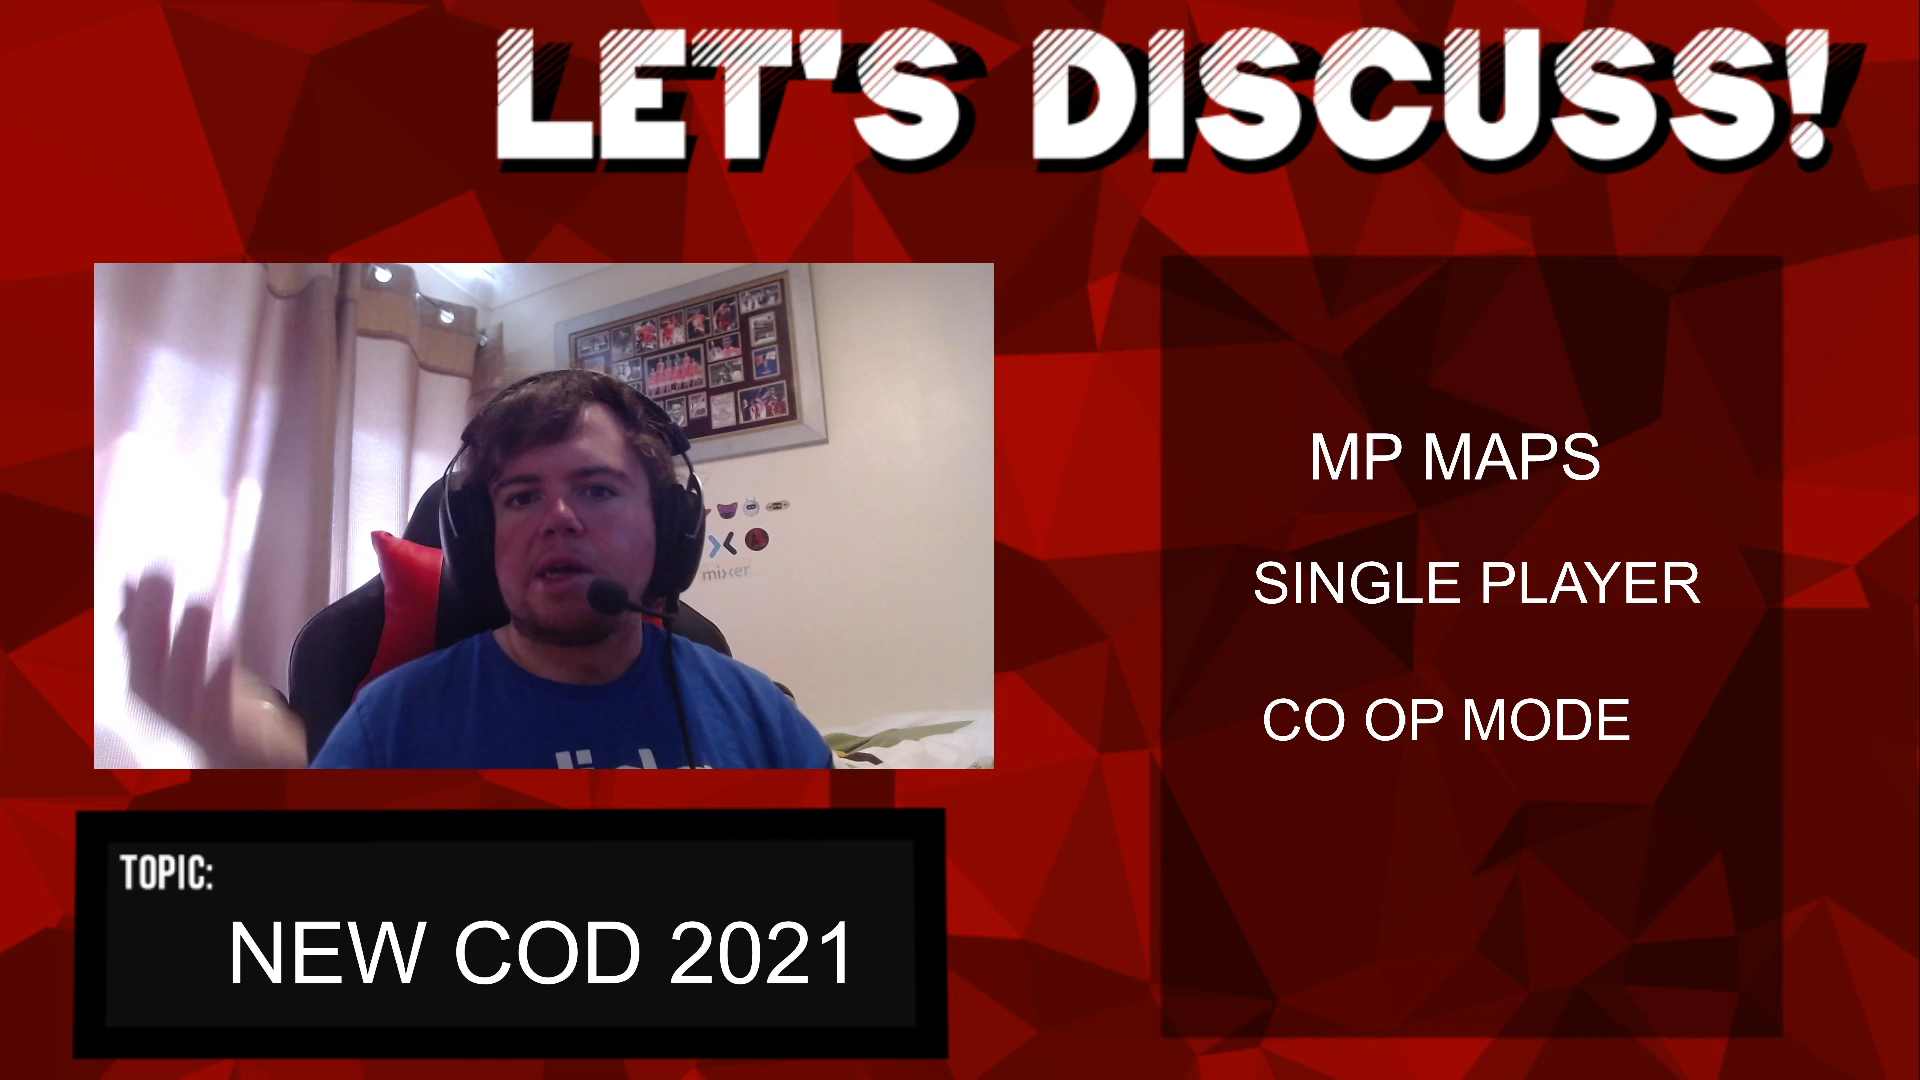 LET'S DISCUSS!
mixer
TOPIC:
NEW COD 2021
MP MAPS
SINGLE PLAYER
CO OP MODE